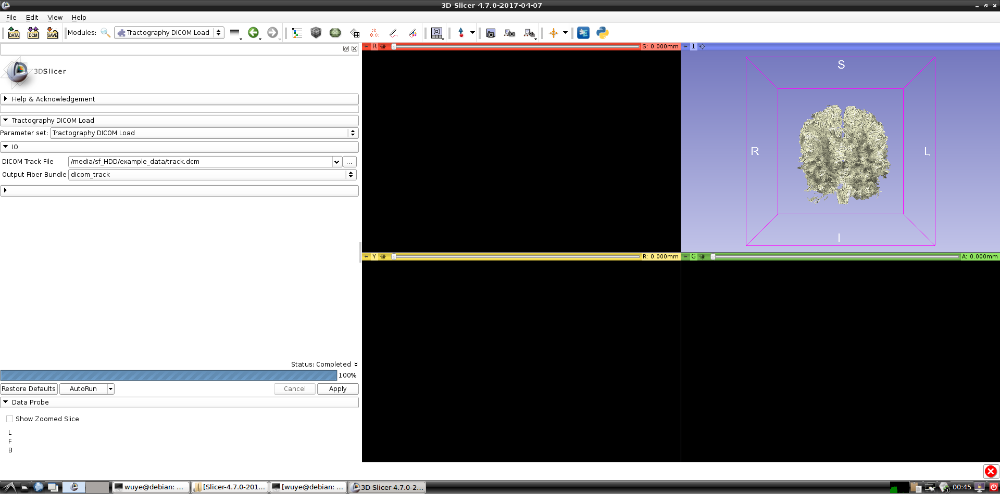 3D Slicer 4.7.0-2017-04-07
File Edit View Help
DATA DCM SAVE Modules: Tractography DICOM Load
3DSlicer
Help & Acknowledgement
Tractography DICOM Load
Parameter set: Tractography DICOM Load
IO
DICOM Track File /media/sf_HDD/example_data/track.dcm ...
Output Fiber Bundle dicom_track
Status: Completed
100%
Restore Defaults AutoRun Cancel Apply
Data Probe
Show Zoomed Slice
L
F
B
R S: 0.000mm
1
S
R L
I
Y R: 0.000mm
G A: 0.000mm
wuye@debian: ... [Slicer-4.7.0-201... [wuye@debian: ... 3D Slicer 4.7.0-2... 1 00:45